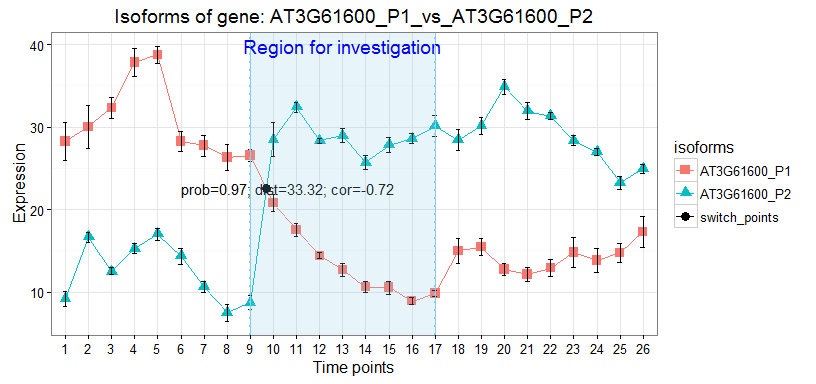 Isoforms of gene: AT3G61600_P1_vs_AT3G61600_P2
Region for investigation
40
30
20
10
Expression
prob=0.97; dist=33.32; cor=-0.72
1 2 3 4 5 6 7 8 9 10 11 12 13 14 15 16 17 18 19 20 21 22 23 24 25 26
Time points
isoforms
AT3G61600_P1
AT3G61600_P2
switch_points